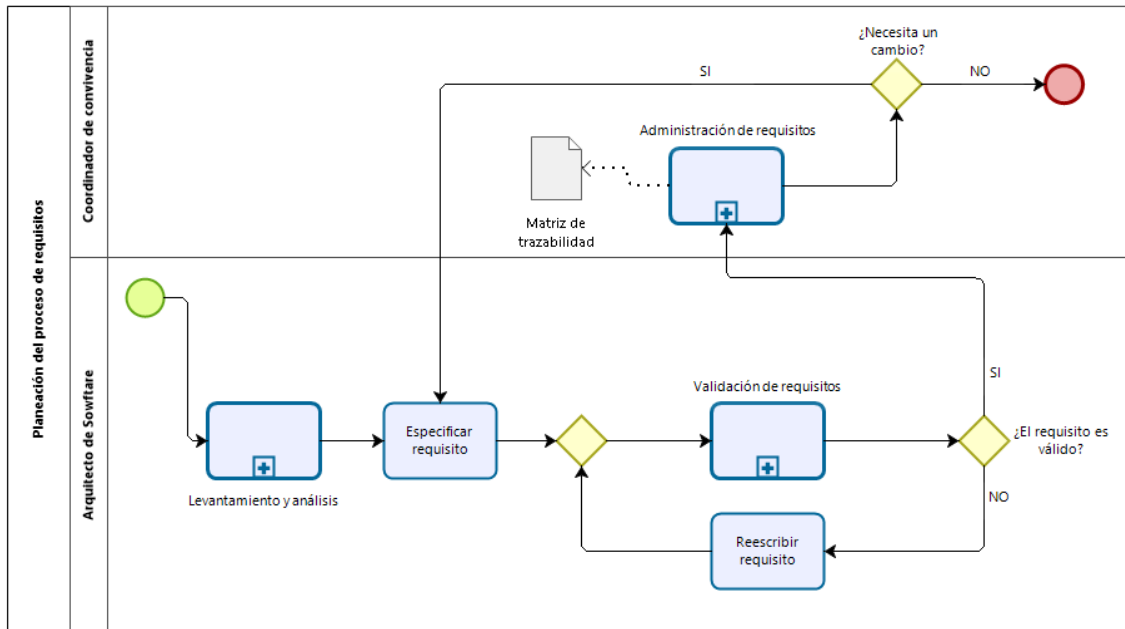 Planeación del proceso de requisitos
Coordinador de convivencia
¿Necesita un
cambio?
SI
NO
Administración de requisitos
Matriz de
trazabilidad
Arquitecto de Sowftare
Levantamiento y análisis
Especificar
requisito
Validación de requisitos
SI
¿El requisito es
válido?
NO
Reescribir
requisito